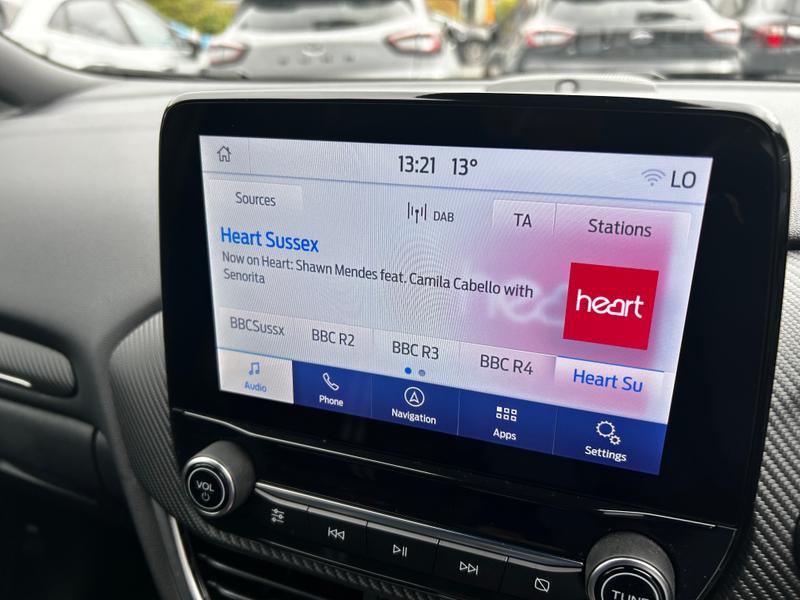 13:21 13°
LO
Sources
DAB
TA
Stations
Heart Sussex
Now on Heart: Shawn Mendes feat. Camila Cabello with
Senorita
heart
BBCSussx BBC R2 BBC R3 BBC R4 Heart Su
Audio Phone Navigation Apps Settings
VOL
TUNE